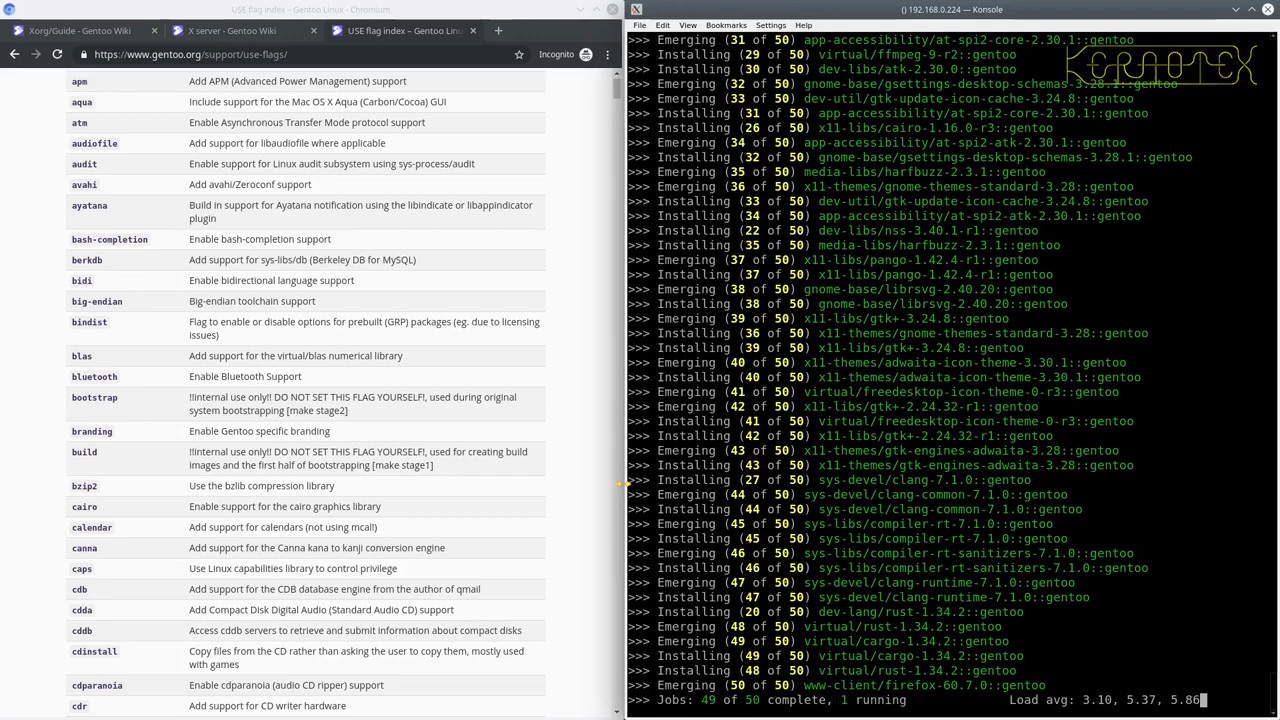 USE flag index – Gentoo Linux - Chromium
Xorg/Guide - Gentoo Wiki
X server - Gentoo Wiki
USE flag index – Gentoo Linu
https://www.gentoo.org/support/use-flags/
Incognito
apm Add APM (Advanced Power Management) support
aqua Include support for the Mac OS X Aqua (Carbon/Cocoa) GUI
atm Enable Asynchronous Transfer Mode protocol support
audiofile Add support for libaudiofile where applicable
audit Enable support for Linux audit subsystem using sys-process/audit
avahi Add avahi/Zeroconf support
ayatana Build in support for Ayatana notification using the libindicate or libappindicator
plugin
bash-completion Enable bash-completion support
berkdb Add support for sys-libs/db (Berkeley DB for MySQL)
bidi Enable bidirectional language support
big-endian Big-endian toolchain support
bindist Flag to enable or disable options for prebuilt (GRP) packages (eg. due to licensing
issues)
blas Add support for the virtual/blas numerical library
bluetooth Enable Bluetooth Support
bootstrap !!internal use only!! DO NOT SET THIS FLAG YOURSELF!, used during original
system bootstrapping [make stage2]
branding Enable Gentoo specific branding
build !!internal use only!! DO NOT SET THIS FLAG YOURSELF!, used for creating build
images and the first half of bootstrapping [make stage1]
bzip2 Use the bzlib compression library
cairo Enable support for the cairo graphics library
calendar Add support for calendars (not using mcal!)
canna Add support for the Canna kana to kanji conversion engine
caps Use Linux capabilities library to control privilege
cdb Add support for the CDB database engine from the author of qmail
cdda Add Compact Disk Digital Audio (Standard Audio CD) support
cddb Access cddb servers to retrieve and submit information about compact disks
cdinstall Copy files from the CD rather than asking the user to copy them, mostly used
with games
cdparanoia Enable cdparanoia (audio CD ripper) support
cdr Add support for CD writer hardware
() 192.168.0.224 — Konsole
File Edit View Bookmarks Settings Help
>>> Emerging (31 of 50) app-accessibility/at-spi2-core-2.30.1::gentoo
>>> Installing (29 of 50) virtual/ffmpeg-9-r2::gentoo
>>> Installing (30 of 50) dev-libs/atk-2.30.0::gentoo
>>> Emerging (32 of 50) gnome-base/gsettings-desktop-schemas-3.28.1::gentoo
>>> Emerging (33 of 50) dev-util/gtk-update-icon-cache-3.24.8::gentoo
>>> Installing (31 of 50) app-accessibility/at-spi2-core-2.30.1::gentoo
>>> Installing (26 of 50) x11-libs/cairo-1.16.0-r3::gentoo
>>> Emerging (34 of 50) app-accessibility/at-spi2-atk-2.30.1::gentoo
>>> Installing (32 of 50) gnome-base/gsettings-desktop-schemas-3.28.1::gentoo
>>> Emerging (35 of 50) media-libs/harfbuzz-2.3.1::gentoo
>>> Emerging (36 of 50) x11-themes/gnome-themes-standard-3.28::gentoo
>>> Installing (33 of 50) dev-util/gtk-update-icon-cache-3.24.8::gentoo
>>> Installing (34 of 50) app-accessibility/at-spi2-atk-2.30.1::gentoo
>>> Installing (22 of 50) dev-libs/nss-3.40.1-r1::gentoo
>>> Installing (35 of 50) media-libs/harfbuzz-2.3.1::gentoo
>>> Emerging (37 of 50) x11-libs/pango-1.42.4-r1::gentoo
>>> Installing (37 of 50) x11-libs/pango-1.42.4-r1::gentoo
>>> Emerging (38 of 50) gnome-base/librsvg-2.40.20::gentoo
>>> Installing (38 of 50) gnome-base/librsvg-2.40.20::gentoo
>>> Emerging (39 of 50) x11-libs/gtk+-3.24.8::gentoo
>>> Installing (36 of 50) x11-themes/gnome-themes-standard-3.28::gentoo
>>> Installing (39 of 50) x11-libs/gtk+-3.24.8::gentoo
>>> Emerging (40 of 50) x11-themes/adwaita-icon-theme-3.30.1::gentoo
>>> Installing (40 of 50) x11-themes/adwaita-icon-theme-3.30.1::gentoo
>>> Emerging (41 of 50) virtual/freedesktop-icon-theme-0-r3::gentoo
>>> Emerging (42 of 50) x11-libs/gtk+-2.24.32-r1::gentoo
>>> Installing (41 of 50) virtual/freedesktop-icon-theme-0-r3::gentoo
>>> Installing (42 of 50) x11-libs/gtk+-2.24.32-r1::gentoo
>>> Emerging (43 of 50) x11-themes/gtk-engines-adwaita-3.28::gentoo
>>> Installing (43 of 50) x11-themes/gtk-engines-adwaita-3.28::gentoo
>>> Installing (27 of 50) sys-devel/clang-7.1.0::gentoo
>>> Emerging (44 of 50) sys-devel/clang-common-7.1.0::gentoo
>>> Installing (44 of 50) sys-devel/clang-common-7.1.0::gentoo
>>> Emerging (45 of 50) sys-libs/compiler-rt-7.1.0::gentoo
>>> Installing (45 of 50) sys-libs/compiler-rt-7.1.0::gentoo
>>> Emerging (46 of 50) sys-libs/compiler-rt-sanitizers-7.1.0::gentoo
>>> Installing (46 of 50) sys-libs/compiler-rt-sanitizers-7.1.0::gentoo
>>> Emerging (47 of 50) sys-devel/clang-runtime-7.1.0::gentoo
>>> Installing (47 of 50) sys-devel/clang-runtime-7.1.0::gentoo
>>> Installing (20 of 50) dev-lang/rust-1.34.2::gentoo
>>> Emerging (48 of 50) virtual/rust-1.34.2::gentoo
>>> Emerging (49 of 50) virtual/cargo-1.34.2::gentoo
>>> Installing (49 of 50) virtual/cargo-1.34.2::gentoo
>>> Installing (48 of 50) virtual/rust-1.34.2::gentoo
>>> Emerging (50 of 50) www-client/firefox-60.7.0::gentoo
>>> Jobs: 49 of 50 complete, 1 running Load avg: 3.10, 5.37, 5.86
KERNOTEX